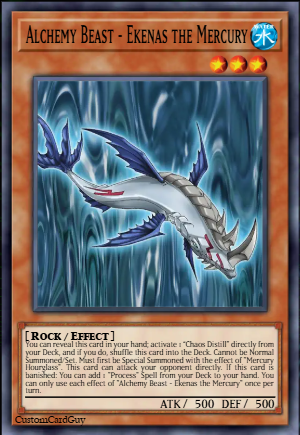 Alchemy Beast - Ekenas the Mercury
WATER
水
[Rock / Effect]
You can reveal this card in your hand; activate 1 "Chaos Distill" directly from
your Deck, and if you do, shuffle this card into the Deck. Cannot be Normal
Summoned/Set. Must first be Special Summoned with the effect of "Mercury
Hourglass". This card can attack your opponent directly. If this card is
banished: You can add 1 "Process" Spell from your Deck to your hand. You
can only use each effect of "Alchemy Beast - Ekenas the Mercury" once per
turn.
ATK / 500 DEF / 500
CustomCardGuy